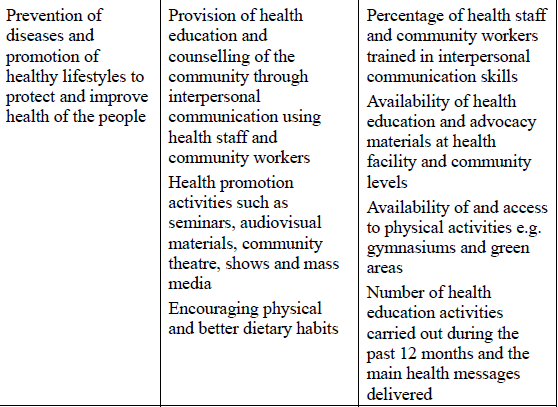 Prevention of
diseases and
promotion of
healthy lifestyles to
protect and improve
health of the people
Provision of health
education and
counselling of the
community through
interpersonal
communication using
health staff and
community workers
Health promotion
activities such as
seminars, audiovisual
materials, community
theatre, shows and mass
media
Encouraging physical
and better dietary habits
Percentage of health staff
and community workers
trained in interpersonal
communication skills
Availability of health
education and advocacy
materials at health
facility and community
levels
Availability of and access
to physical activities e.g.
gymnasiums and green
areas
Number of health
education activities
carried out during the
past 12 months and the
main health messages
delivered